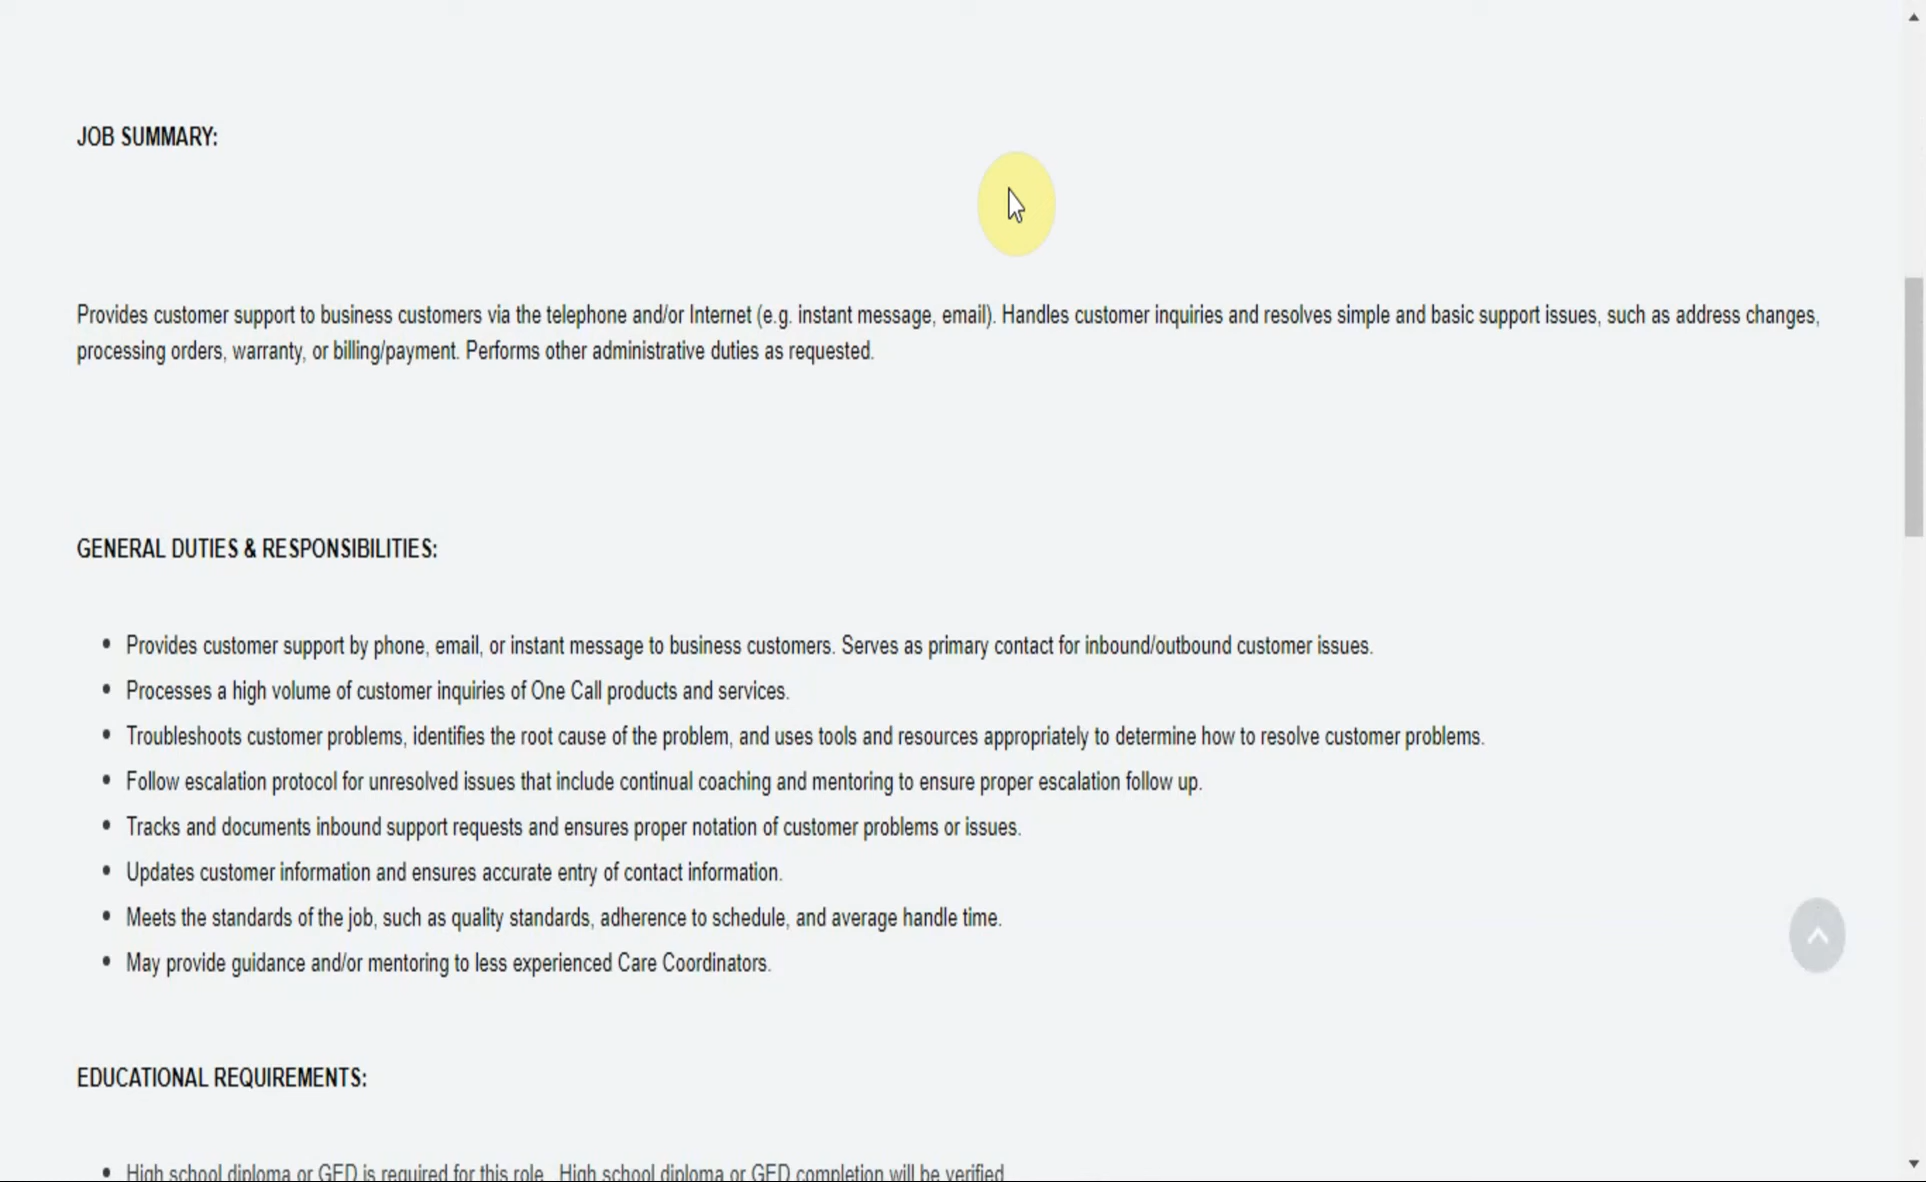 JOB SUMMARY:
Provides customer support to business customers via the telephone and/or Internet (e.g. instant message, email). Handles customer inquiries and resolves simple and basic support issues, such as address changes,
processing orders, warranty, or billing/payment. Performs other administrative duties as requested.
GENERAL DUTIES & RESPONSIBILITIES:
• Provides customer support by phone, email, or instant message to business customers. Serves as primary contact for inbound/outbound customer issues.
• Processes a high volume of customer inquiries of One Call products and services.
• Troubleshoots customer problems, identifies the root cause of the problem, and uses tools and resources appropriately to determine how to resolve customer problems.
• Follow escalation protocol for unresolved issues that include continual coaching and mentoring to ensure proper escalation follow up.
• Tracks and documents inbound support requests and ensures proper notation of customer problems or issues.
• Updates customer information and ensures accurate entry of contact information.
• Meets the standards of the job, such as quality standards, adherence to schedule, and average handle time.
• May provide guidance and/or mentoring to less experienced Care Coordinators.
EDUCATIONAL REQUIREMENTS:
• High school diploma or GED is required for this role. High school diploma or GED completion will be verified